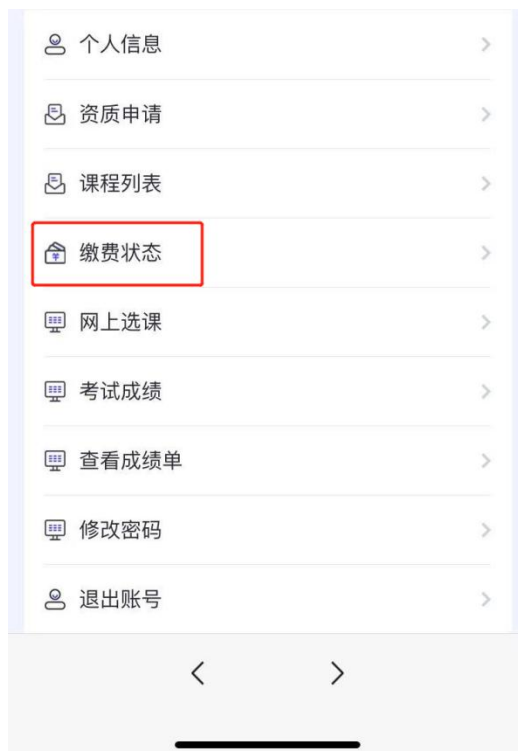 个人信息
资质申请
课程列表
缴费状态
网上选课
考试成绩
查看成绩单
修改密码
退出账号